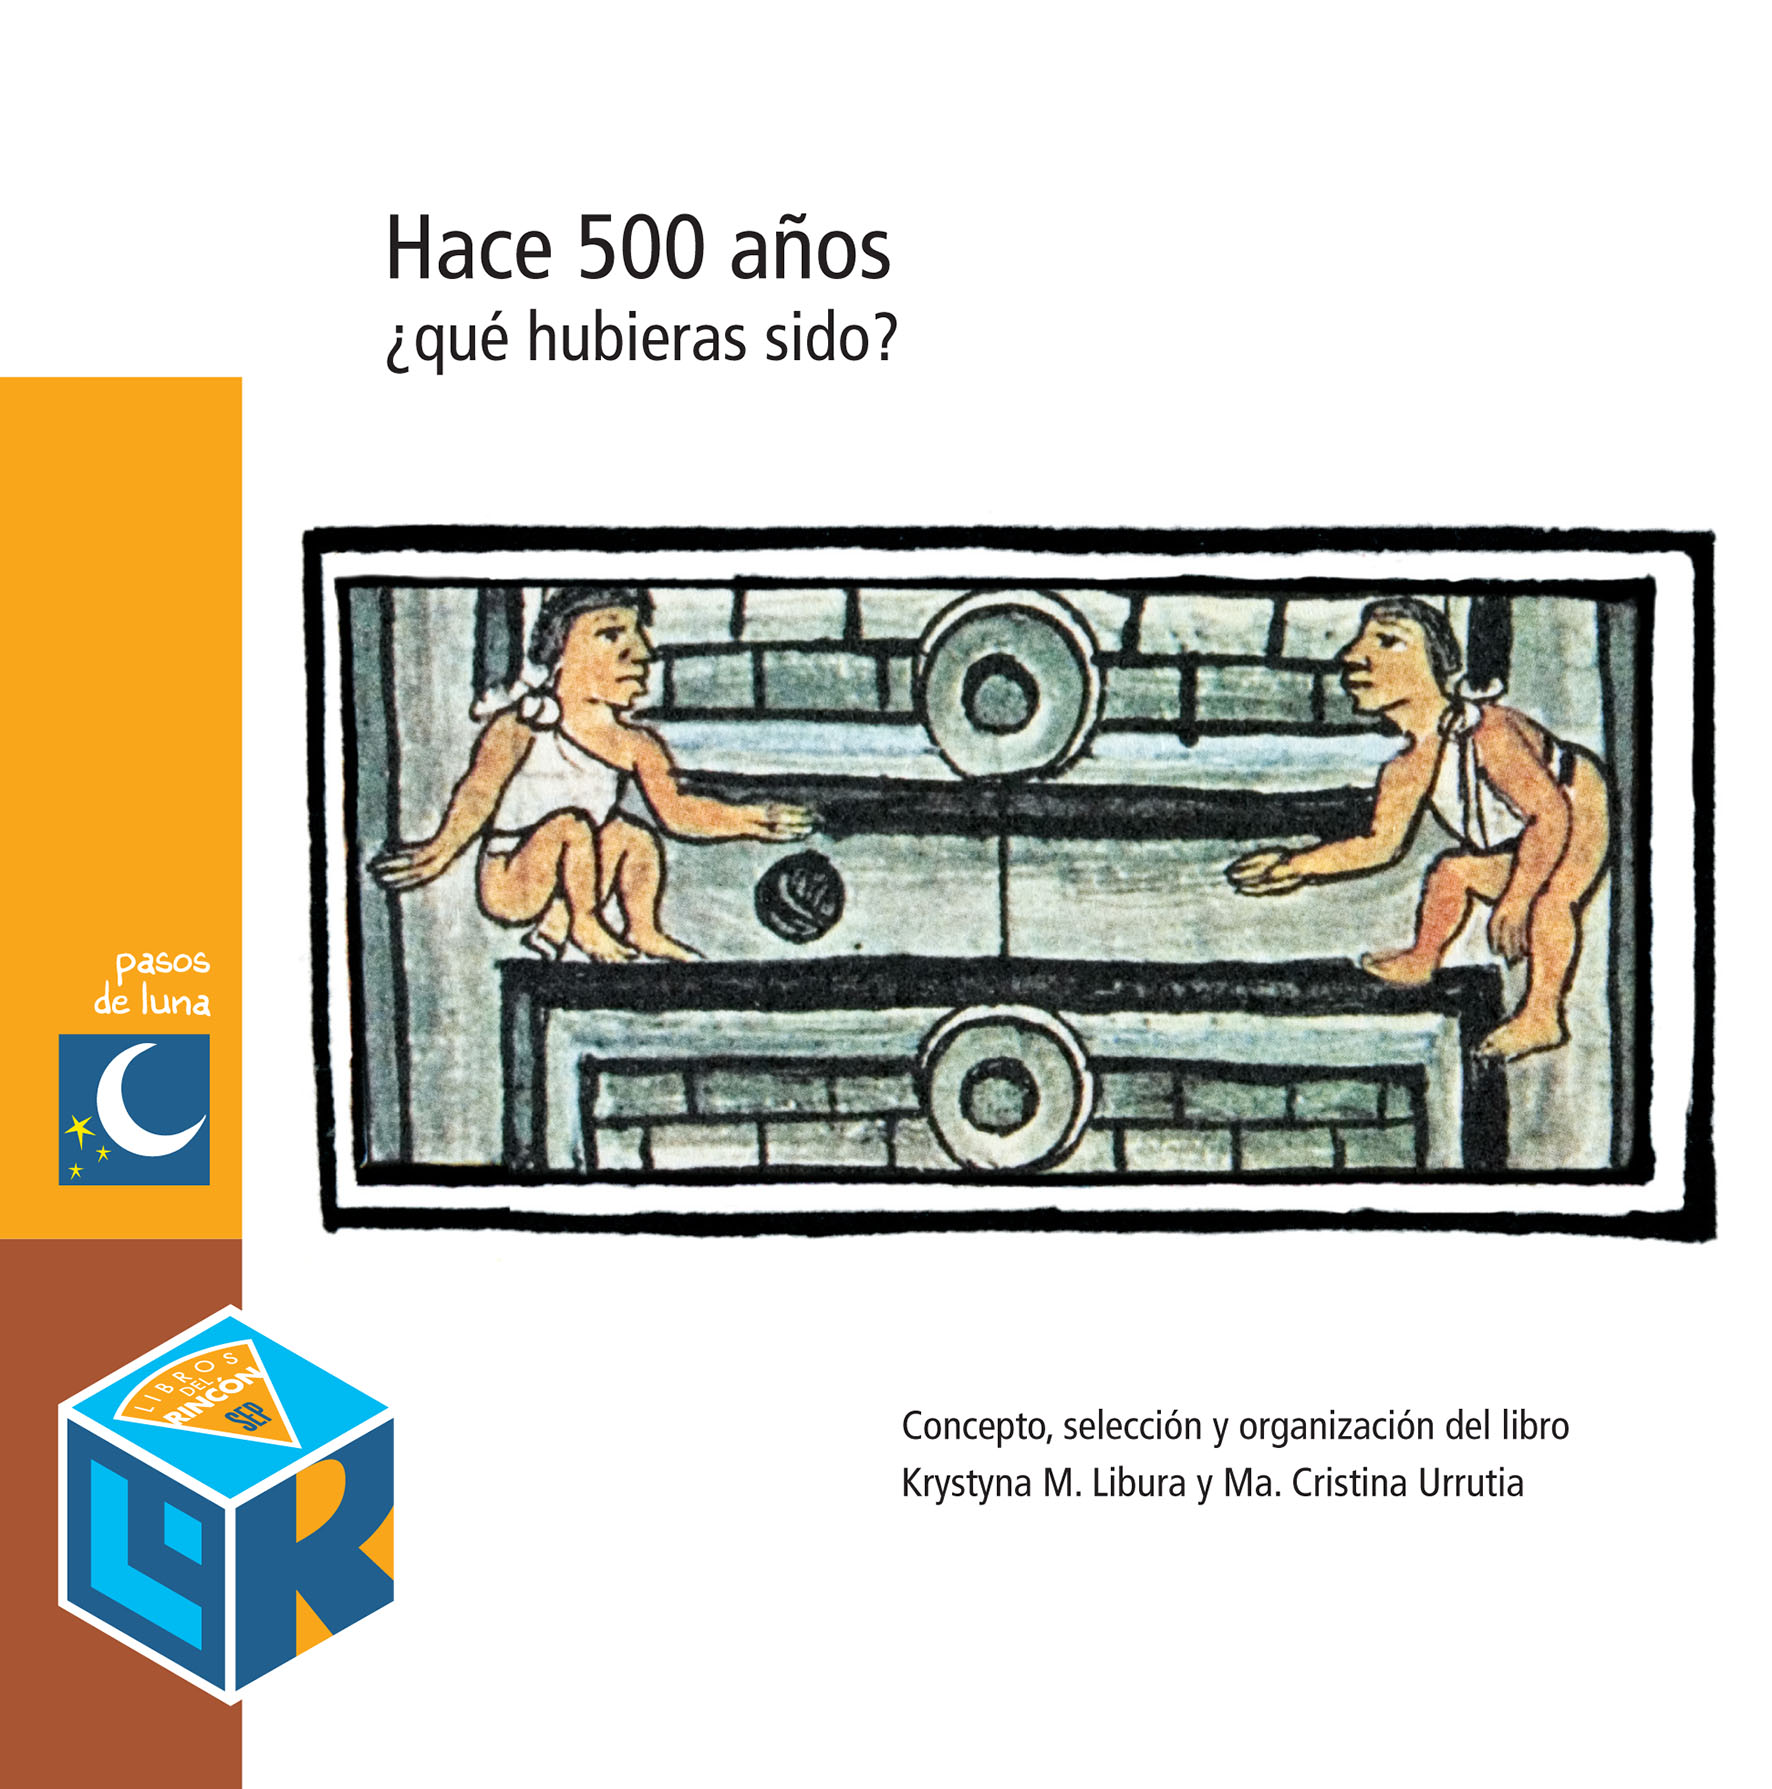 Hace 500 años
¿qué hubieras sido?
pasos
de luna
LIBROS
DEL
RINCÓN
SEP
LR
Concepto, selección y organización del libro
Krystyna M. Libura y Ma. Cristina Urrutia